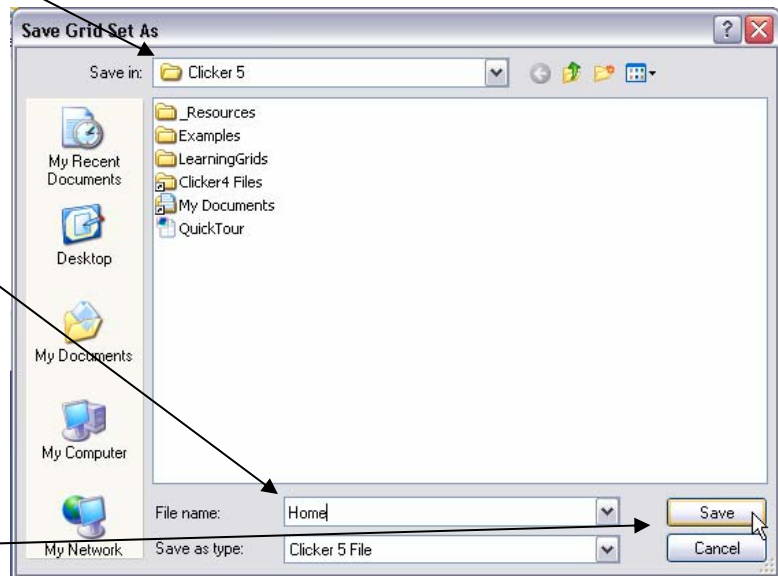 Save Grid Set As
Save in:
Clicker 5
_Resources
Examples
LearningGrids
Clicker4 Files
My Documents
QuickTour
My Recent
Documents
Desktop
My Documents
My Computer
My Network
File name:
Home
Save
Save as type:
Clicker 5 File
Cancel